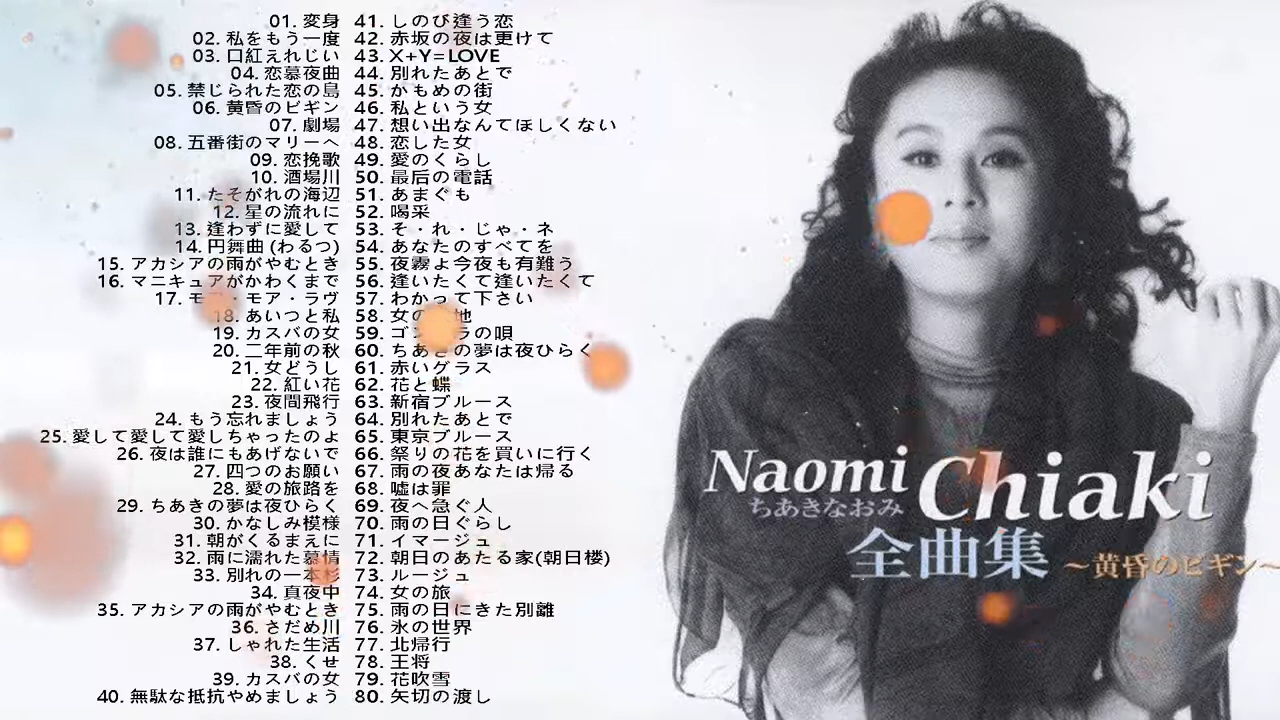 01. 変身
02. 私をもう一度
03. 口紅えれじい
04. 恋慕夜曲
05. 禁じられた恋の島
06. 黄昏のビギン
07. 劇場
08. 五番街のマリーへ
09. 恋挽歌
10. 酒場川
11. たそがれの海辺
12. 星の流れに
13. 逢わずに愛して
14. 円舞曲 (わるつ)
15. アカシアの雨がやむとき
16. マニキュアがかわくまで
17. モ・モア・ラヴ
18. あいつと私
19. カスバの女
20. 二年前の秋
21. 女どうし
22. 紅い花
23. 夜間飛行
24. もう忘れましょう
25. 愛して愛して愛しちゃったのよ
26. 夜は誰にもあげないで
27. 四つのお願い
28. 愛の旅路を
29. ちあきの夢は夜ひらく
30. かなしみ模様
31. 朝がくるまえに
32. 雨に濡れた慕情
33. 別れの一本杉
34. 真夜中
35. アカシアの雨がやむとき
36. さだめ川
37. しゃれた生活
38. くせ
39. カスバの女
40. 無駄な抵抗やめましょう
41. しのび逢う恋
42. 赤坂の夜は更けて
43. X+Y=LOVE
44. 別れたあとで
45. かもめの街
46. 私という女
47. 想い出なんてほしくない
48. 恋した女
49. 愛のくらし
50. 最后の電話
51. あまぐも
52. 喝采
53. そ・れ・じゃ・ネ
54. あなたのすべてを
55. 夜霧よ今夜も有難う
56. 逢いたくて逢いたくて
57. わかって下さい
58. 女の地
59. ゴラの唄
60. ちあきの夢は夜ひらく
61. 赤いグラス
62. 花と蝶
63. 新宿ブルース
64. 別れたあとで
65. 東京ブルース
66. 祭りの花を買いに行く
67. 雨の夜あなたは帰る
68. 嘘は罪
69. 夜へ急ぐ人
70. 雨の日ぐらし
71. イマージュ
72. 朝日のあたる家(朝日楼)
73. ルージュ
74. 女の旅
75. 雨の日にきた別離
76. 氷の世界
77. 北帰行
78. 王将
79. 花吹雪
80. 矢切の渡し
Naomi Chiaki
ちあきなおみ
全曲集
～黄昏のビギン～